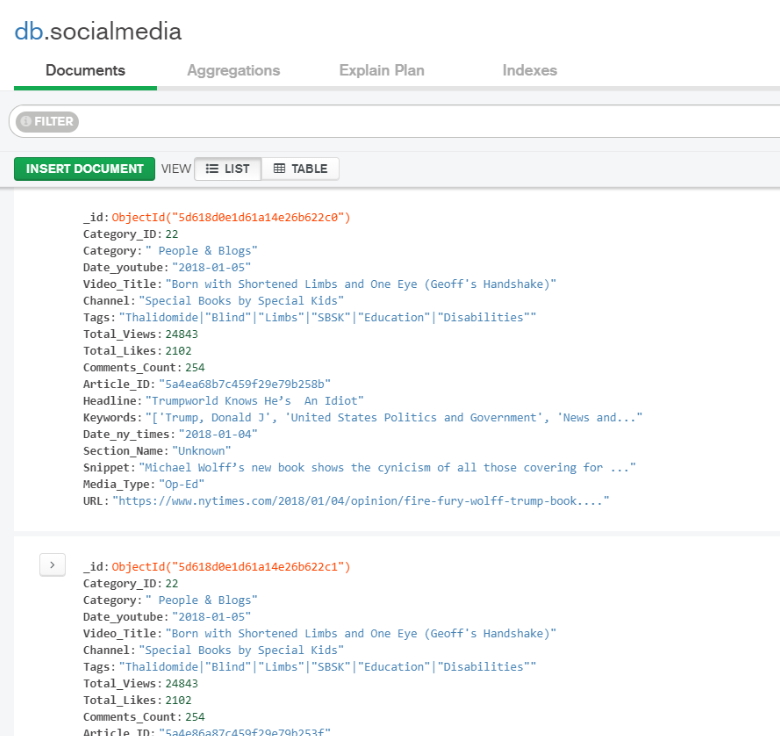 db.socialmedia
Documents Aggregations Explain Plan Indexes
FILTER
INSERT DOCUMENT VIEW LIST TABLE
_id: ObjectId("5d618d0e1d61a14e26b622c0")
Category_ID: 22
Category: " People & Blogs"
Date_youtube: "2018-01-05"
Video_Title: "Born with Shortened Limbs and One Eye (Geoff's Handshake)"
Channel: "Special Books by Special Kids"
Tags: "Thalidomide|"Blind"|"Limbs"|"SBSK"|"Education"|"Disabilities""
Total_Views: 24843
Total_Likes: 2102
Comments_Count: 254
Article_ID: "5a4ea68b7c459f29e79b258b"
Headline: "Trumpworld Knows He’s  An Idiot"
Keywords: "['Trump, Donald J', 'United States Politics and Government', 'News and..."
Date_ny_times: "2018-01-04"
Section_Name: "Unknown"
Snippet: "Michael Wolff’s new book shows the cynicism of all those covering for ..."
Media_Type: "Op-Ed"
URL: "https://www.nytimes.com/2018/01/04/opinion/fire-fury-wolff-trump-book...."
_id: ObjectId("5d618d0e1d61a14e26b622c1")
Category_ID: 22
Category: " People & Blogs"
Date_youtube: "2018-01-05"
Video_Title: "Born with Shortened Limbs and One Eye (Geoff's Handshake)"
Channel: "Special Books by Special Kids"
Tags: "Thalidomide|"Blind"|"Limbs"|"SBSK"|"Education"|"Disabilities""
Total_Views: 24843
Total_Likes: 2102
Comments_Count: 254
Article_ID: "5a4e86a87c459f29e79b253f"